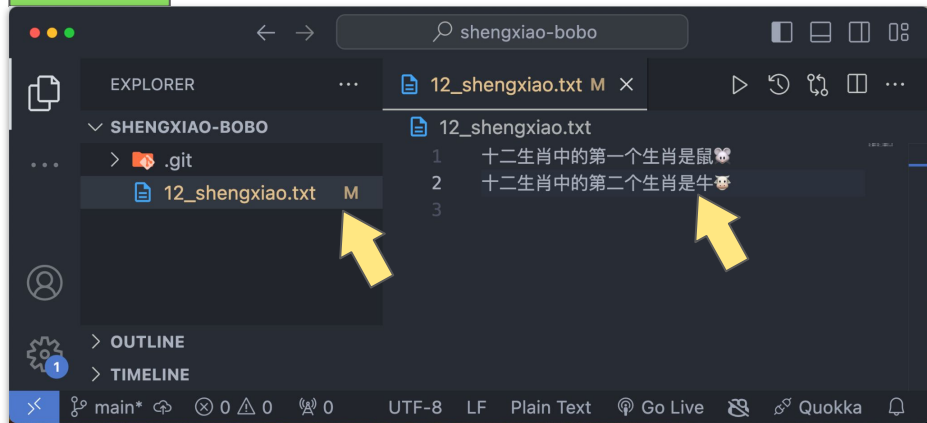 shengxiao-bobo
EXPLORER
12_shengxiao.txt M
SHENGXIAO-BOBO
12_shengxiao.txt
.git
1 十二生肖中的第一个生肖是鼠🐭
12_shengxiao.txt M
2 十二生肖中的第二个生肖是牛🐮
3
OUTLINE
1
TIMELINE
main* 0 0 0 UTF-8 LF Plain Text Go Live Quokka